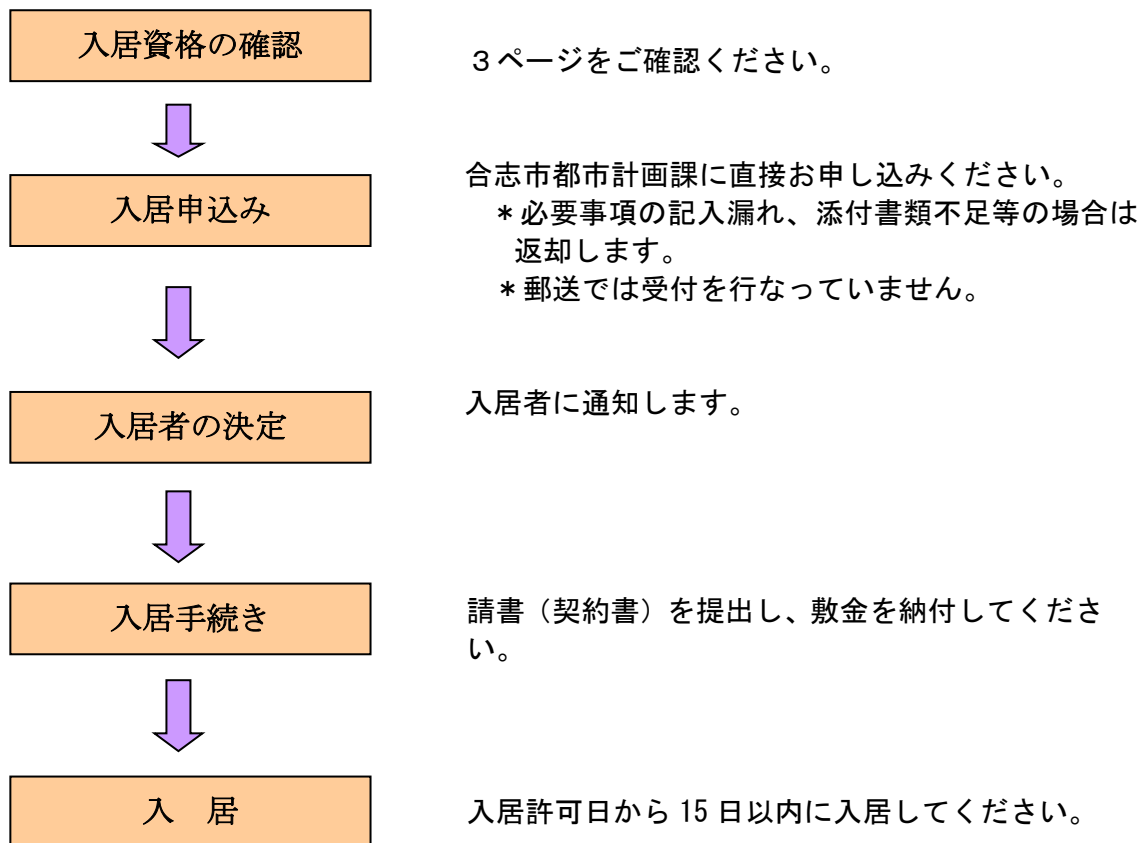 入居資格の確認
３ページをご確認ください。
入居申込み
合志市都市計画課に直接お申し込みください。
＊必要事項の記入漏れ、添付書類不足等の場合は
返却します。
＊郵送では受付を行なっていません。
入居者の決定
入居者に通知します。
入居手続き
請書（契約書）を提出し、敷金を納付してくださ
い。
入　居
入居許可日から 15 日以内に入居してください。